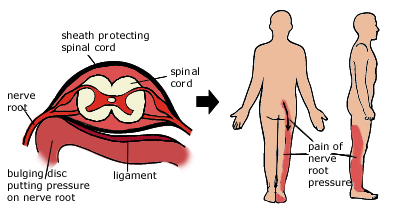 sheath protecting
spinal cord
spinal
cord
nerve
root
bulging disc
putting pressure
on nerve root
ligament
pain of
nerve
root
pressure